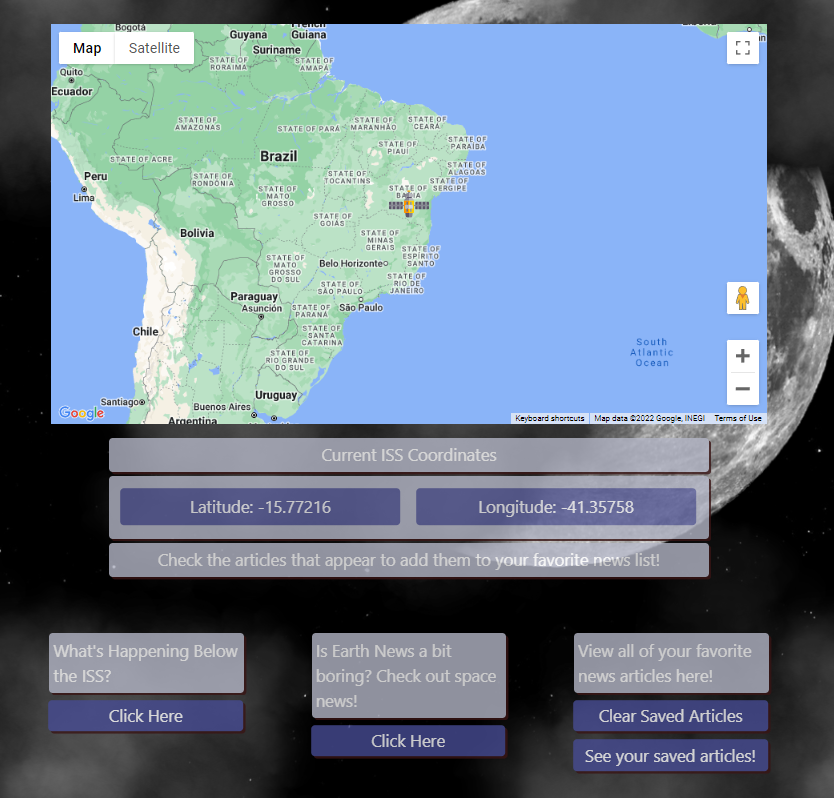 Bogotá
French
Guiana
Guyana
Suriname
Map
Satellite
STATE OF
RORAIMA
STATE OF
AMAPÁ
Quito
Ecuador
STATE OF
AMAZONAS
STATE OF PARÁ
STATE OF
MARANHÃO
STATE OF
CEARÁ
STATE OF
PIAUÍ
STATE OF
PARAÍBA
STATE OF ACRE
Brazil
STATE OF
ALAGOAS
Peru
STATE OF
RONDÔNIA
STATE OF
TOCANTINS
STATE OF
SERGIPE
Lima
STATE OF
MATO
GROSSO
STATE OF
BAHIA
STATE OF
GOIÁS
Bolivia
STATE OF
MINAS
GERAIS
STATE OF
ESPÍRITO
SANTO
STATE OF
MATO
GROSSO
DO SUL
Belo Horizonte
STATE OF
RIO DE
JANEIRO
STATE OF
SÃO PAULO
Paraguay
Asunción
São Paulo
STATE OF
PARANÁ
Chile
STATE OF
SANTA
CATARINA
STATE OF
RIO GRANDE
DO SUL
South
Atlantic
Ocean
Uruguay
Santiago
Buenos Aires
Argentina
Google
Keyboard shortcuts
Map data ©2022 Google, INEGI
Terms of Use
Current ISS Coordinates
Latitude: -15.77216
Longitude: -41.35758
Check the articles that appear to add them to your favorite news list!
What's Happening Below
the ISS?
Click Here
Is Earth News a bit
boring? Check out space
news!
Click Here
View all of your favorite
news articles here!
Clear Saved Articles
See your saved articles!